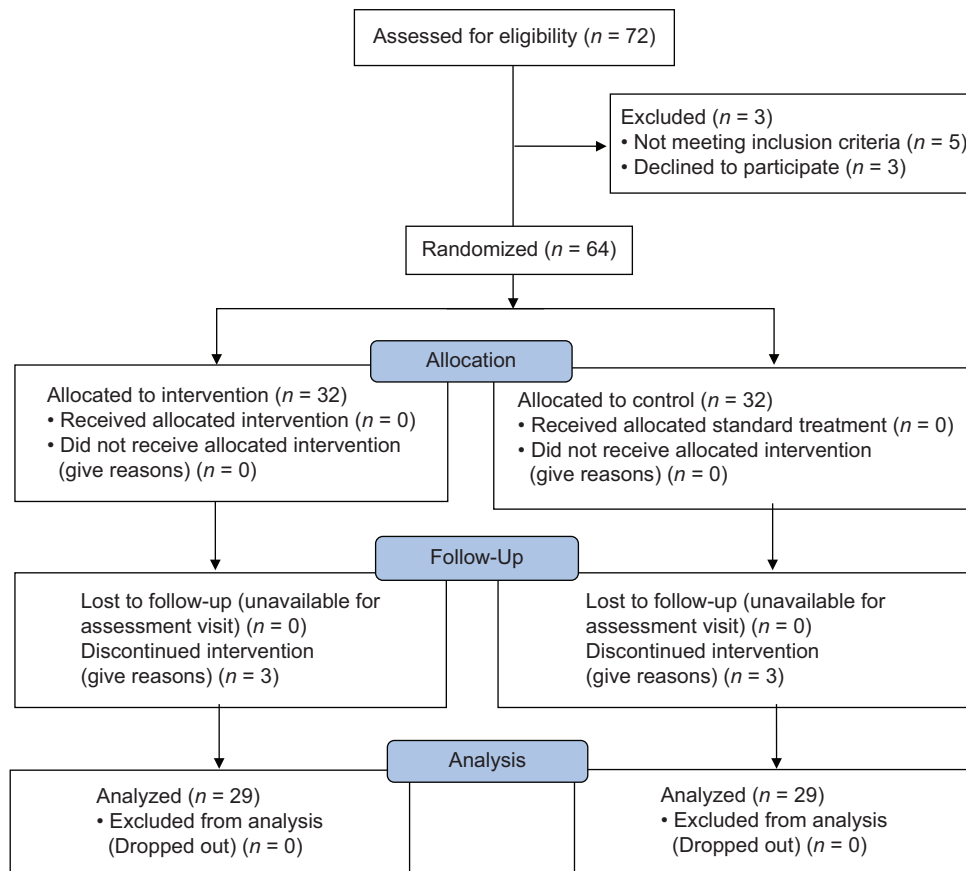 Assessed for eligibility (n = 72)
Excluded (n = 3)
• Not meeting inclusion criteria (n = 5)
• Declined to participate (n = 3)
Randomized (n = 64)
Allocation
Allocated to intervention (n = 32)
• Received allocated intervention (n = 0)
• Did not receive allocated intervention
(give reasons) (n = 0)
Allocated to control (n = 32)
• Received allocated standard treatment (n = 0)
• Did not receive allocated intervention
(give reasons) (n = 0)
Follow-Up
Lost to follow-up (unavailable for
assessment visit) (n = 0)
Discontinued intervention
(give reasons) (n = 3)
Lost to follow-up (unavailable for
assessment visit) (n = 0)
Discontinued intervention
(give reasons) (n = 3)
Analysis
Analyzed (n = 29)
• Excluded from analysis
(Dropped out) (n = 0)
Analyzed (n = 29)
• Excluded from analysis
(Dropped out) (n = 0)